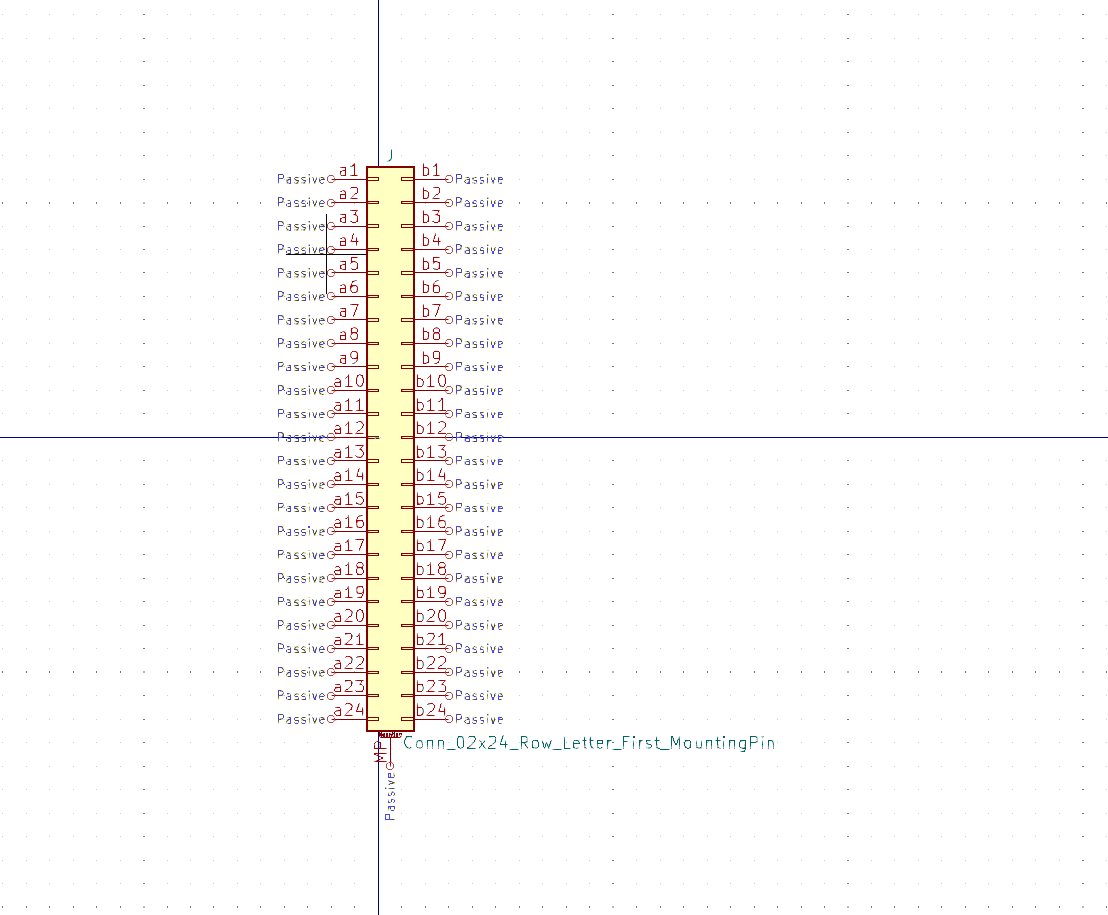 J
Passive a1 b1 Passive
Passive a2 b2 Passive
Passive a3 b3 Passive
Passive a4 b4 Passive
Passive a5 b5 Passive
Passive a6 b6 Passive
Passive a7 b7 Passive
Passive a8 b8 Passive
Passive a9 b9 Passive
Passive a10 b10 Passive
Passive a11 b11 Passive
Passive a12 b12 Passive
Passive a13 b13 Passive
Passive a14 b14 Passive
Passive a15 b15 Passive
Passive a16 b16 Passive
Passive a17 b17 Passive
Passive a18 b18 Passive
Passive a19 b19 Passive
Passive a20 b20 Passive
Passive a21 b21 Passive
Passive a22 b22 Passive
Passive a23 b23 Passive
Passive a24 b24 Passive
MP
Conn_02x24_Row_Letter_First_MountingPin
Passive